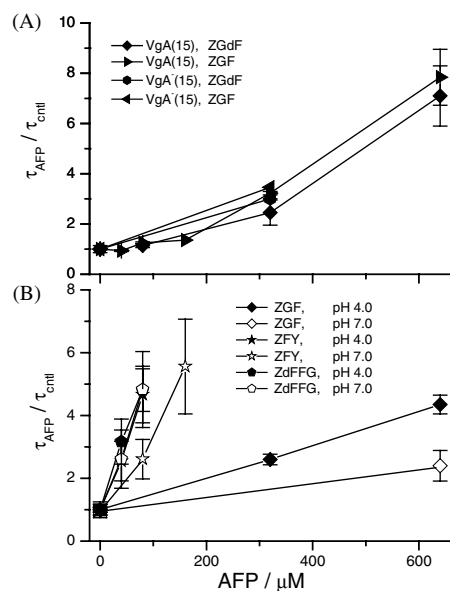 (A)
VgA(15), ZGdF
VgA(15), ZGF
VgA⁻(15), ZGdF
VgA⁻(15), ZGF
τAFP / τcntl
10
8
6
4
2
0
(B)
ZGF, pH 4.0
ZGF, pH 7.0
ZFY, pH 4.0
ZFY, pH 7.0
ZdFFG, pH 4.0
ZdFFG, pH 7.0
τAFP / τcntl
8
6
4
2
0
0 200 400 600
AFP / μM